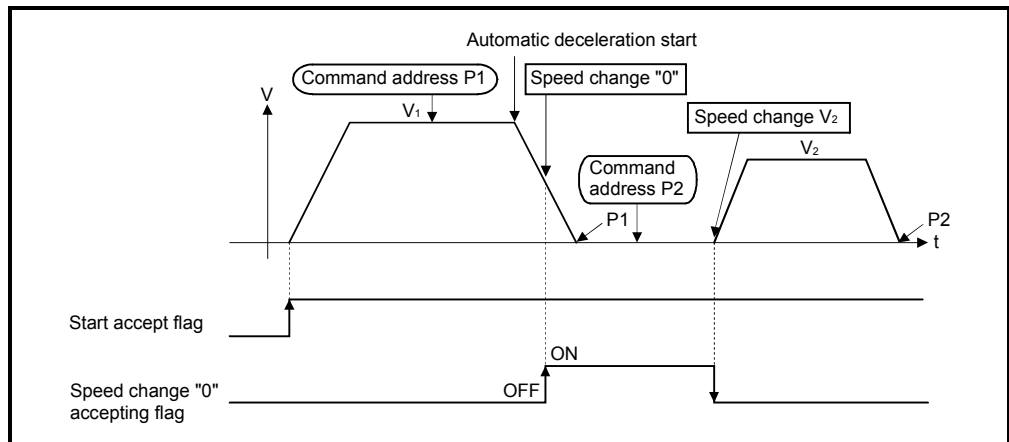 Automatic deceleration start
Command address P1
Speed change "0"
V
V1
Speed change V2
Command
address P2
V2
P1
P2
t
Start accept flag
ON
OFF
Speed change "0"
accepting flag